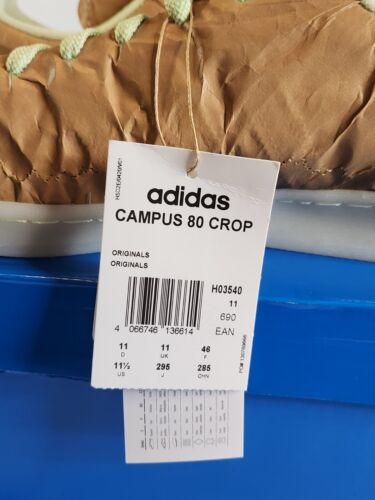 adidas
CAMPUS 80 CROP
ORIGINALS
ORIGINALS
H03540
11
690
4 066746 136614 EAN
11 11 46
D UK F
11½ 295 285
US J CHN